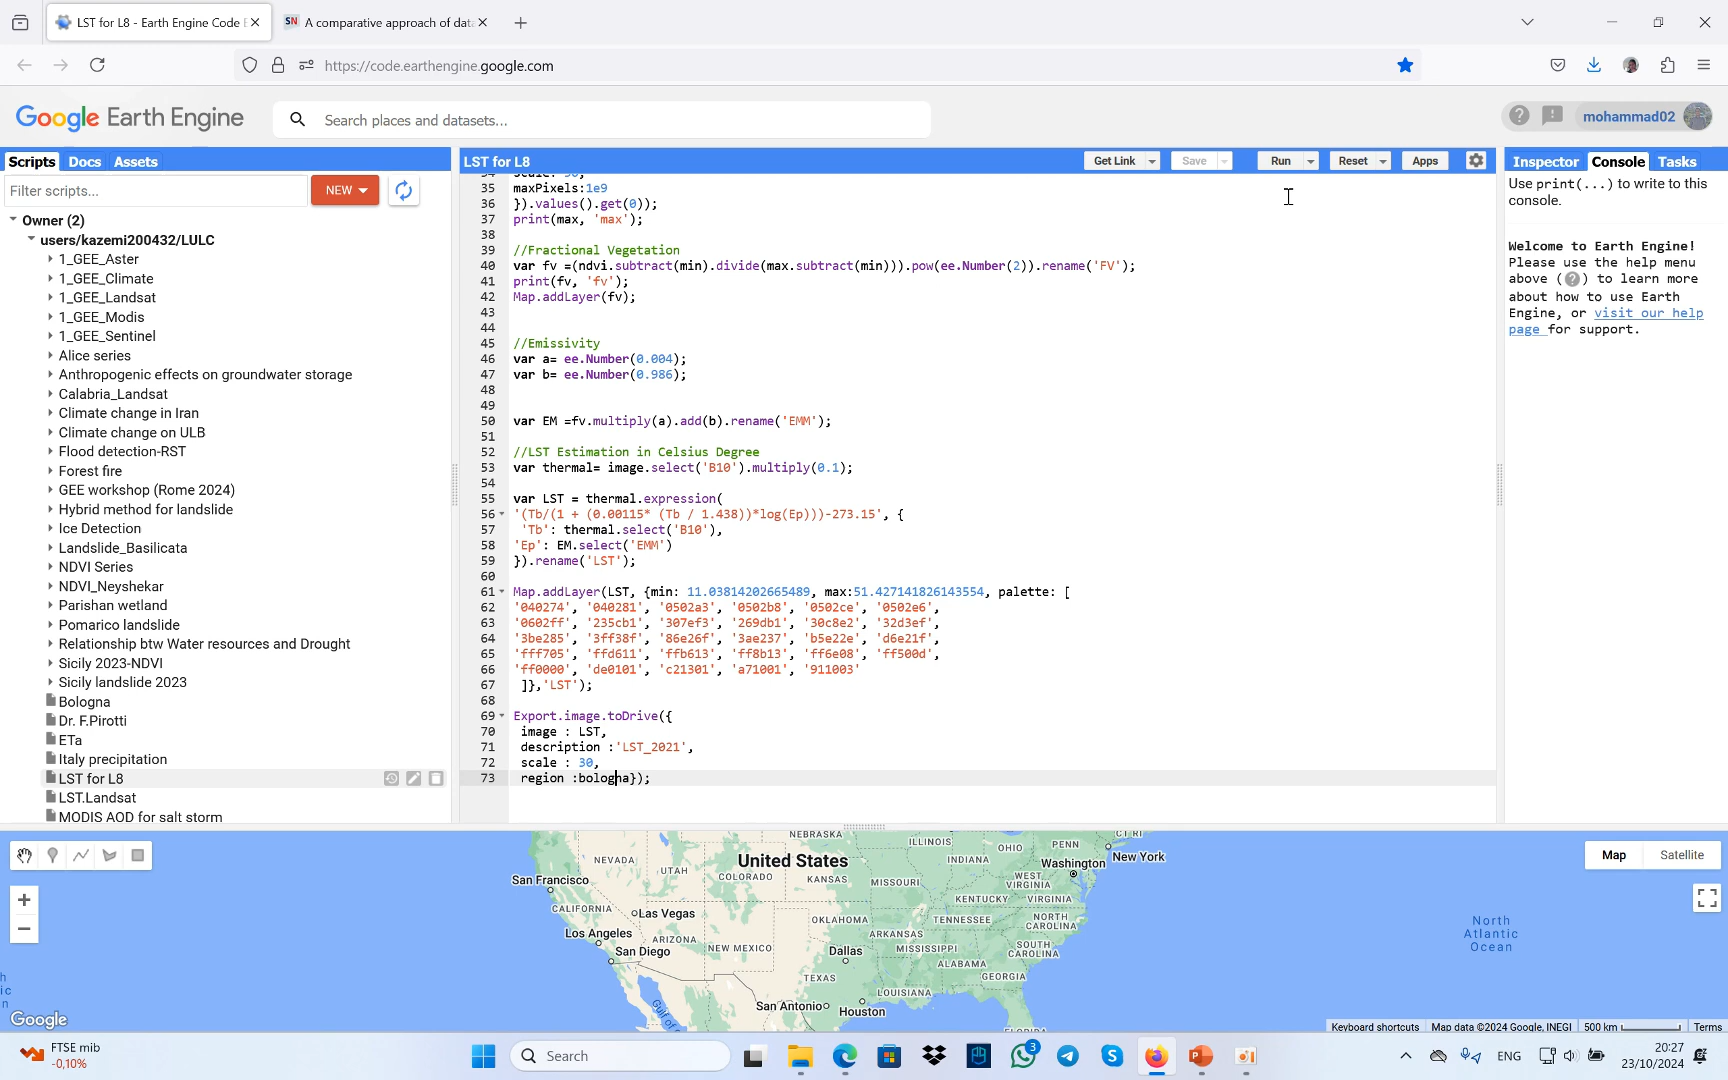 LST for L8 - Earth Engine Code E
A comparative approach of dat
https://code.earthengine.google.com
Google Earth Engine
Search places and datasets...
mohammad02
Scripts Docs Assets
Filter scripts...
NEW
Owner (2)
users/kazemi200432/LULC
1_GEE_Aster
1_GEE_Climate
1_GEE_Landsat
1_GEE_Modis
1_GEE_Sentinel
Alice series
Anthropogenic effects on groundwater storage
Calabria_Landsat
Climate change in Iran
Climate change on ULB
Flood detection-RST
Forest fire
GEE workshop (Rome 2024)
Hybrid method for landslide
Ice Detection
Landslide_Basilicata
NDVI Series
NDVI_Neyshekar
Parishan wetland
Pomarico landslide
Relationship btw Water resources and Drought
Sicily 2023-NDVI
Sicily landslide 2023
Bologna
Dr. F.Pirotti
ETa
Italy precipitation
LST for L8
LST.Landsat
MODIS AOD for salt storm
LST for L8
Get Link
Save
Run
Reset
Apps
35 maxPixels:1e9
36 }).values().get(0));
37 print(max, 'max');
38
39 //Fractional Vegetation
40 var fv =(ndvi.subtract(min).divide(max.subtract(min))).pow(ee.Number(2)).rename('FV');
41 print(fv, 'fv');
42 Map.addLayer(fv);
43
44
45 //Emissivity
46 var a= ee.Number(0.004);
47 var b= ee.Number(0.986);
48
49
50 var EM =fv.multiply(a).add(b).rename('EMM');
51
52 //LST Estimation in Celsius Degree
53 var thermal= image.select('B10').multiply(0.1);
54
55 var LST = thermal.expression(
56 '(Tb/(1 + (0.00115* (Tb / 1.438))*log(Ep)))-273.15', {
57 'Tb': thermal.select('B10'),
58 'Ep': EM.select('EMM')
59 }).rename('LST');
60
61 Map.addLayer(LST, {min: 11.03814202665489, max:51.427141826143554, palette: [
62 '040274', '040281', '0502a3', '0502b8', '0502ce', '0502e6',
63 '0602ff', '235cb1', '307ef3', '269db1', '30c8e2', '32d3ef',
64 '3be285', '3ff38f', '86e26f', '3ae237', 'b5e22e', 'd6e21f',
65 'fff705', 'ffd611', 'ffb613', 'ff8b13', 'ff6e08', 'ff500d',
66 'ff0000', 'de0101', 'c21301', 'a71001', '911003'
67 ]},'LST');
68
69 Export.image.toDrive({
70 image : LST,
71 description :'LST_2021',
72 scale : 30,
73 region :bologna});
Inspector Console Tasks
Use print(...) to write to this
console.
Welcome to Earth Engine!
Please use the help menu
above (?) to learn more
about how to use Earth
Engine, or visit our help
page for support.
Map
Satellite
NEBRASKA
ILLINOIS
OHIO
PENN
CT RI
NEVADA
UTAH
United States
COLORADO
KANSAS
MISSOURI
INDIANA
WEST
VIRGINIA
Washington
New York
San Francisco
KENTUCKY
VIRGINIA
CALIFORNIA
Las Vegas
OKLAHOMA
TENNESSEE
NORTH
CAROLINA
Los Angeles
ARIZONA
NEW MEXICO
ARKANSAS
San Diego
Dallas
MISSISSIPPI
SOUTH
CAROLINA
ALABAMA
TEXAS
GEORGIA
LOUISIANA
San Antonio
Houston
FLORIDA
Gulf of
North
Atlantic
Ocean
h
ic
n
Google
Keyboard shortcuts
Map data ©2024 Google, INEGI
500 km
Terms
FTSE mib
-0,10%
Search
3
ENG
20:27
23/10/2024